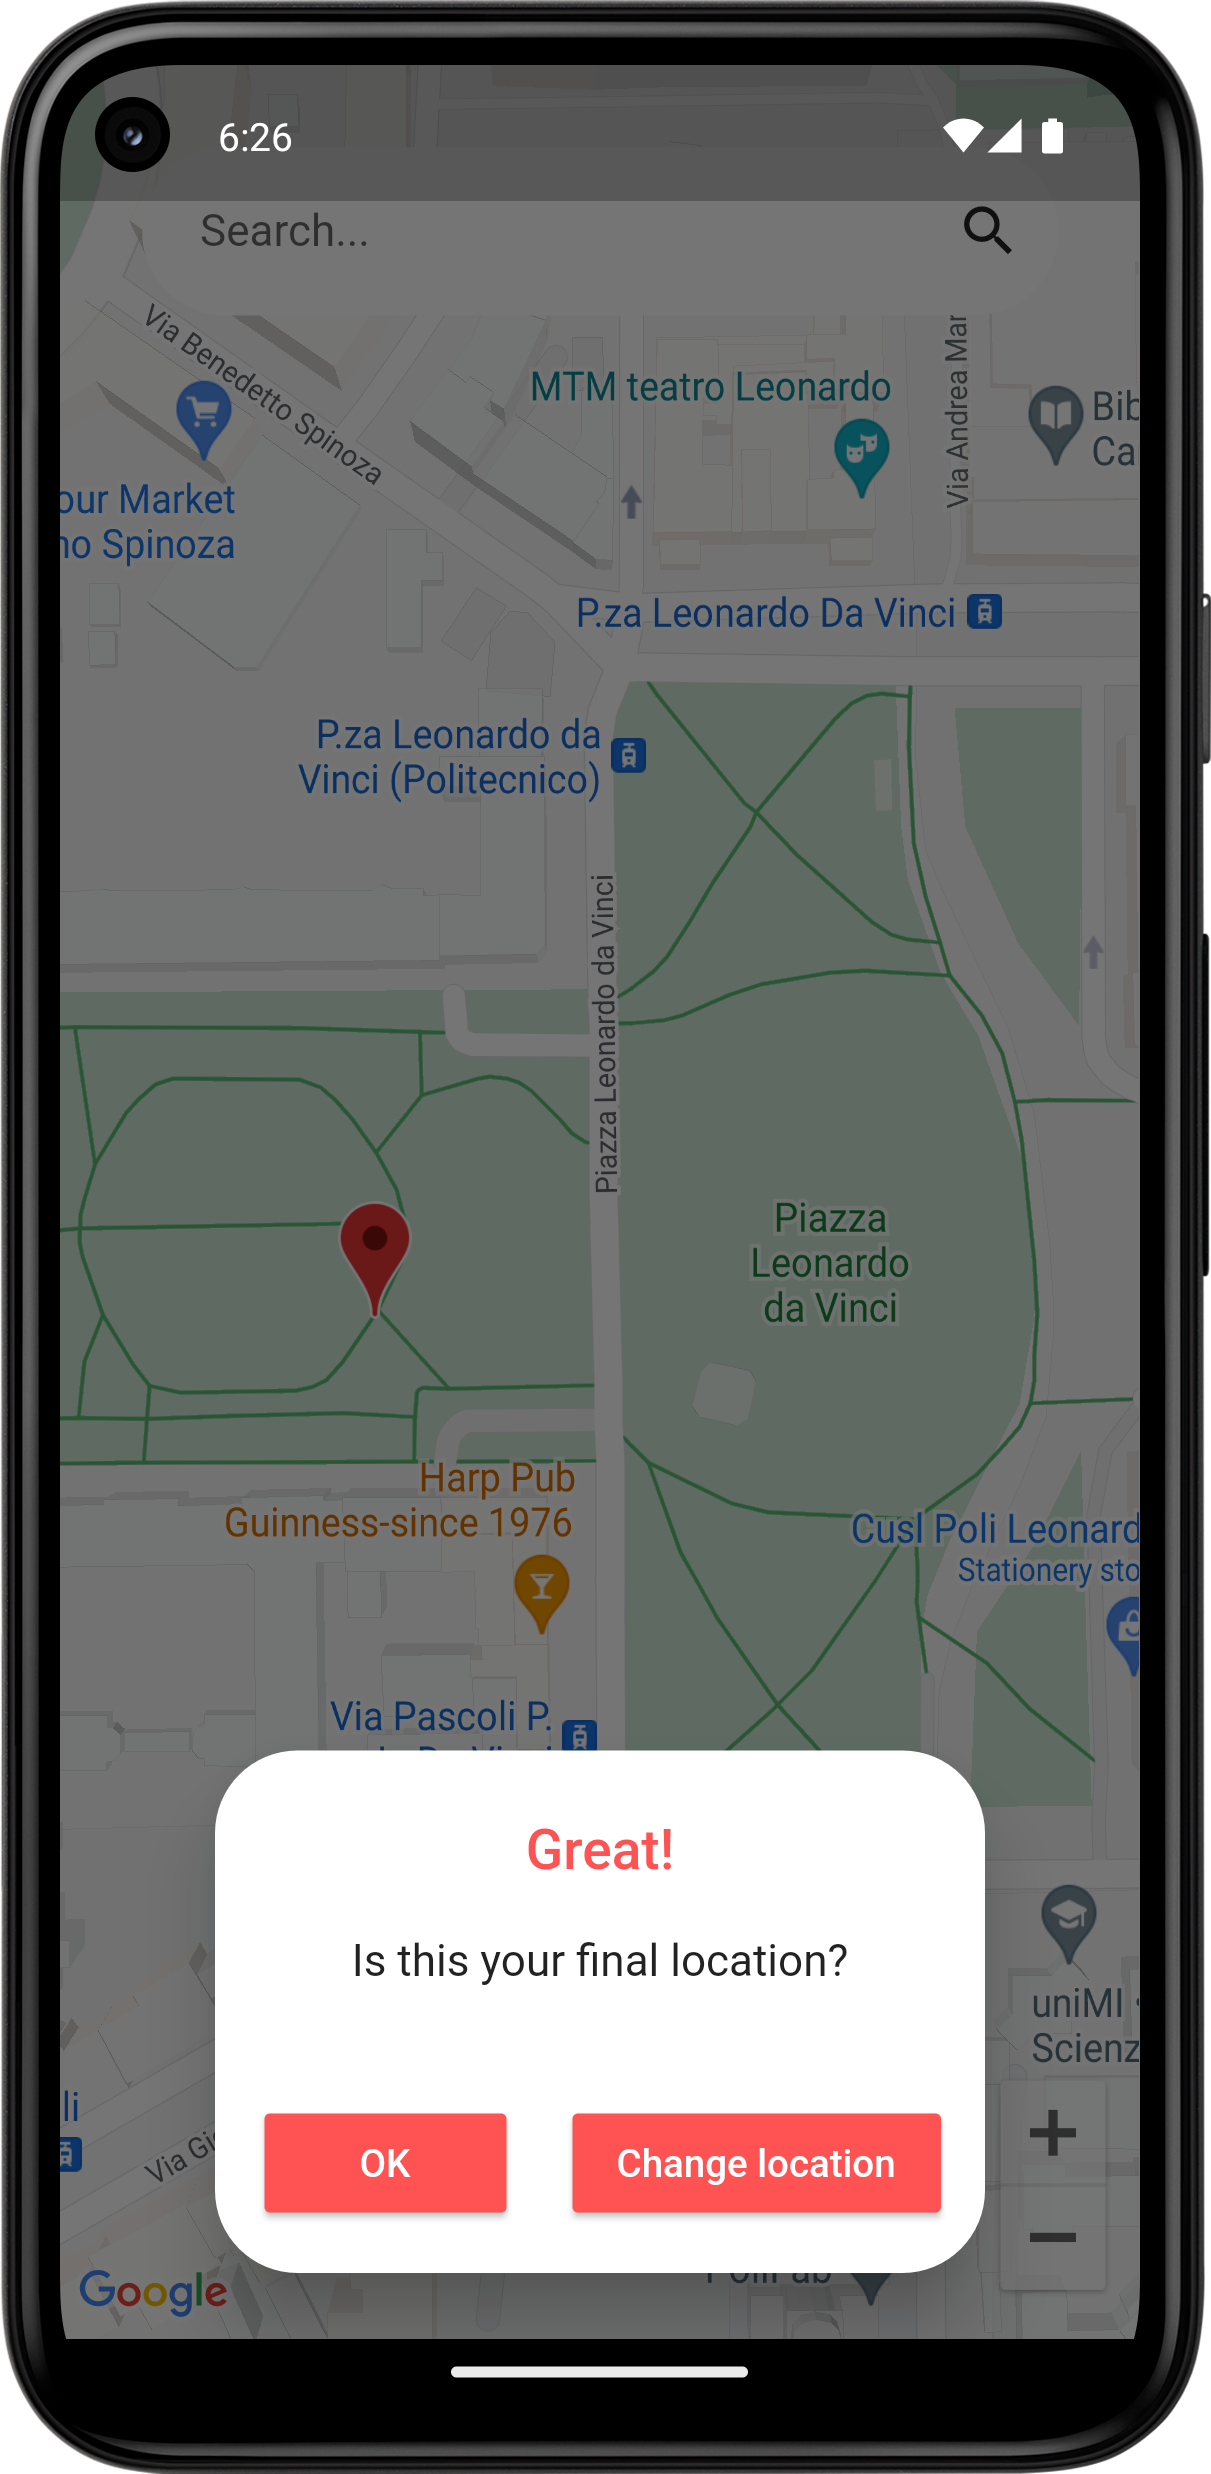 6:26
Search...
Via Benedetto Spinoza
MTM teatro Leonardo
Via Andrea Mar
Bib
Ca
our Market
no Spinoza
P.za Leonardo Da Vinci
P.za Leonardo da
Vinci (Politecnico)
Piazza Leonardo da Vinci
Piazza
Leonardo
da Vinci
Harp Pub
Guinness-since 1976
Cusl Poli Leonard
Stationery sto
Via Pascoli P.
Great!
Is this your final location?
uniMI
Scienz
li
Via Gi
OK
Change location
Google